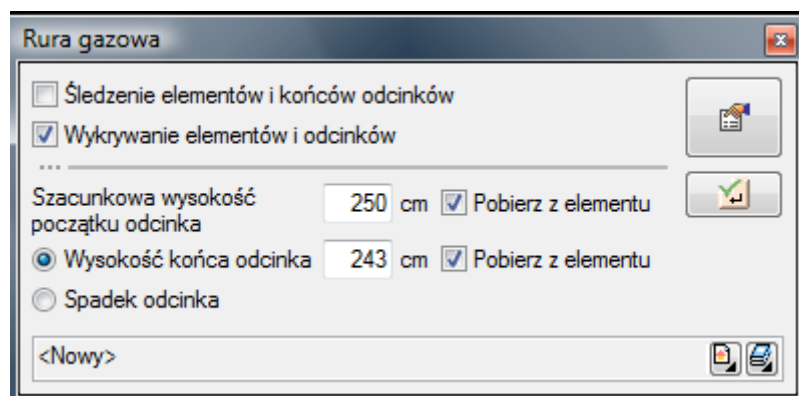 Rura gazowa
Śledzenie elementów i końców odcinków
Wykrywanie elementów i odcinków
Szacunkowa wysokość
początku odcinka 250 cm Pobierz z elementu
Wysokość końca odcinka 243 cm Pobierz z elementu
Spadek odcinka
<Nowy>